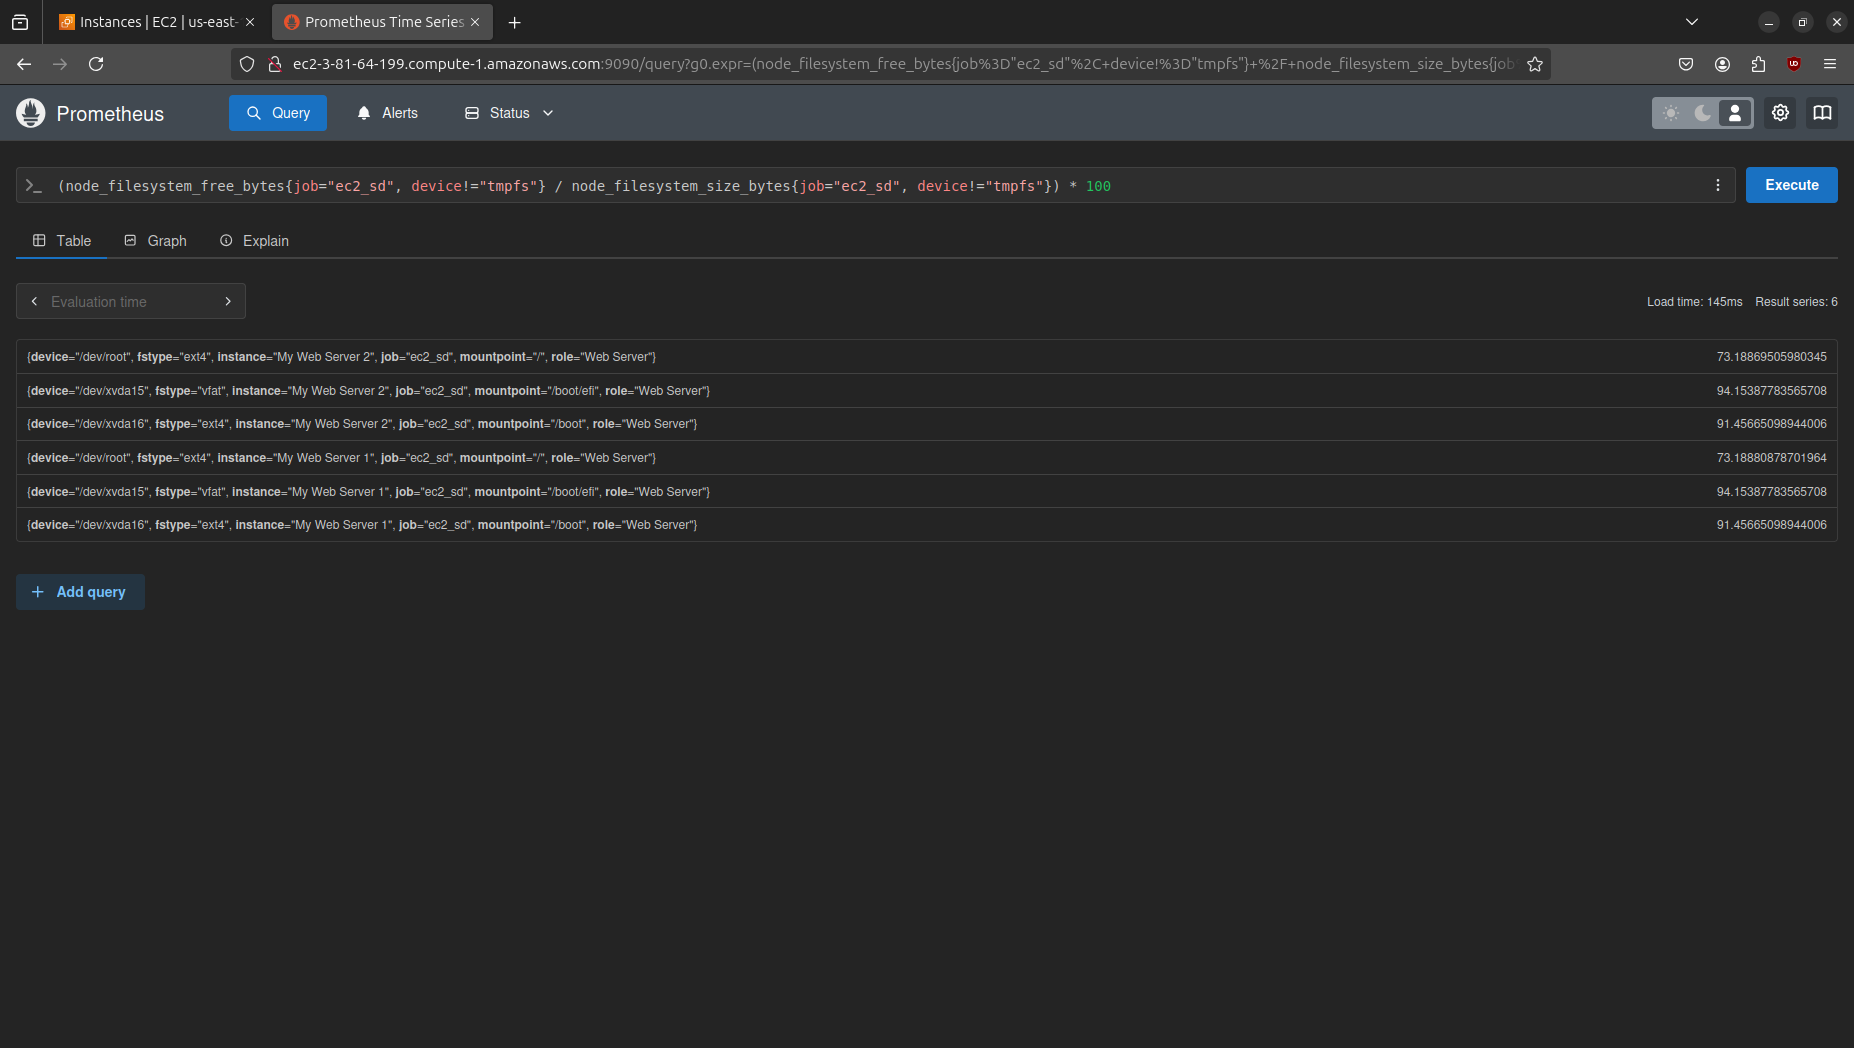 Instances | EC2 | us-east-
Prometheus Time Series
ec2-3-81-64-199.compute-1.amazonaws.com:9090/query?g0.expr=(node_filesystem_free_bytes{job%3D"ec2_sd"%2C+device!%3D"tmpfs"}+%2F+node_filesystem_size_bytes{job
Prometheus
Query
Alerts
Status
(node_filesystem_free_bytes{job="ec2_sd", device!="tmpfs"} / node_filesystem_size_bytes{job="ec2_sd", device!="tmpfs"}) * 100
Execute
Table
Graph
Explain
Evaluation time
Load time: 145ms Result series: 6
{device="/dev/root", fstype="ext4", instance="My Web Server 2", job="ec2_sd", mountpoint="/", role="Web Server"} 73.18869505980345
{device="/dev/xvda15", fstype="vfat", instance="My Web Server 2", job="ec2_sd", mountpoint="/boot/efi", role="Web Server"} 94.15387783565708
{device="/dev/xvda16", fstype="ext4", instance="My Web Server 2", job="ec2_sd", mountpoint="/boot", role="Web Server"} 91.45665098944006
{device="/dev/root", fstype="ext4", instance="My Web Server 1", job="ec2_sd", mountpoint="/", role="Web Server"} 73.18880878701964
{device="/dev/xvda15", fstype="vfat", instance="My Web Server 1", job="ec2_sd", mountpoint="/boot/efi", role="Web Server"} 94.15387783565708
{device="/dev/xvda16", fstype="ext4", instance="My Web Server 1", job="ec2_sd", mountpoint="/boot", role="Web Server"} 91.45665098944006
Add query